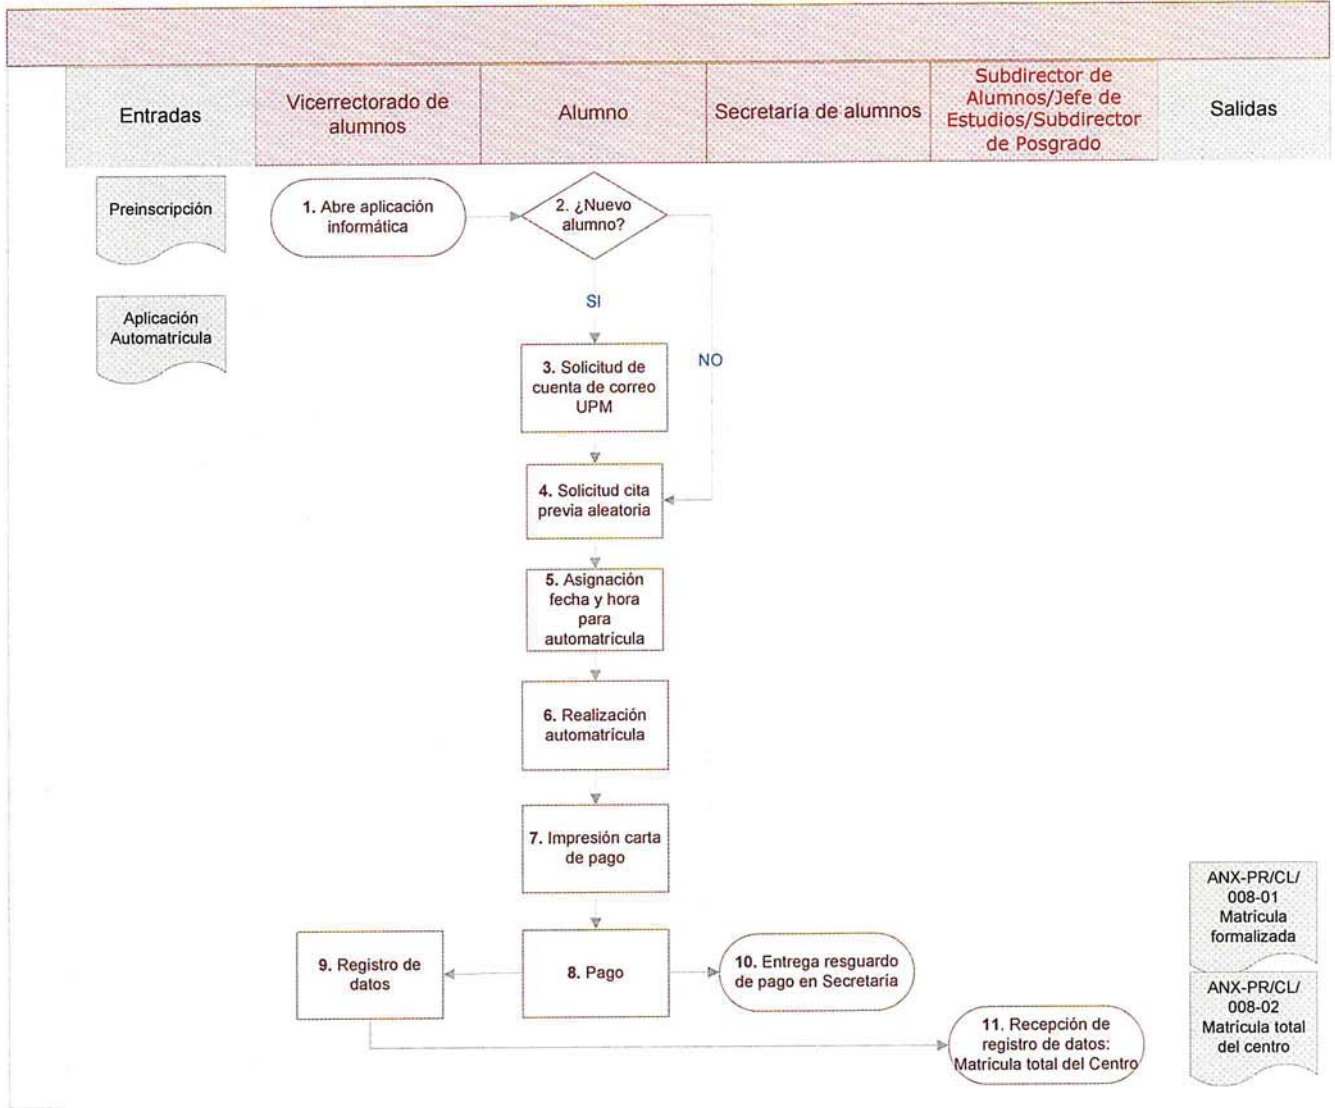 Entradas
Vicerrectorado de
alumnos
Alumno
Secretaría de alumnos
Subdirector de
Alumnos/Jefe de
Estudios/Subdirector
de Posgrado
Salidas
Preinscripción
1. Abre aplicación
informática
2. ¿Nuevo
alumno?
SI
NO
Aplicación
Automatrícula
3. Solicitud de
cuenta de correo
UPM
4. Solicitud cita
previa aleatoria
5. Asignación
fecha y hora
para
automatrícula
6. Realización
automatrícula
7. Impresión carta
de pago
8. Pago
9. Registro de
datos
10. Entrega resguardo
de pago en Secretaría
11. Recepción de
registro de datos:
Matrícula total del Centro
ANX-PR/CL/
008-01
Matrícula
formalizada
ANX-PR/CL/
008-02
Matrícula total
del centro